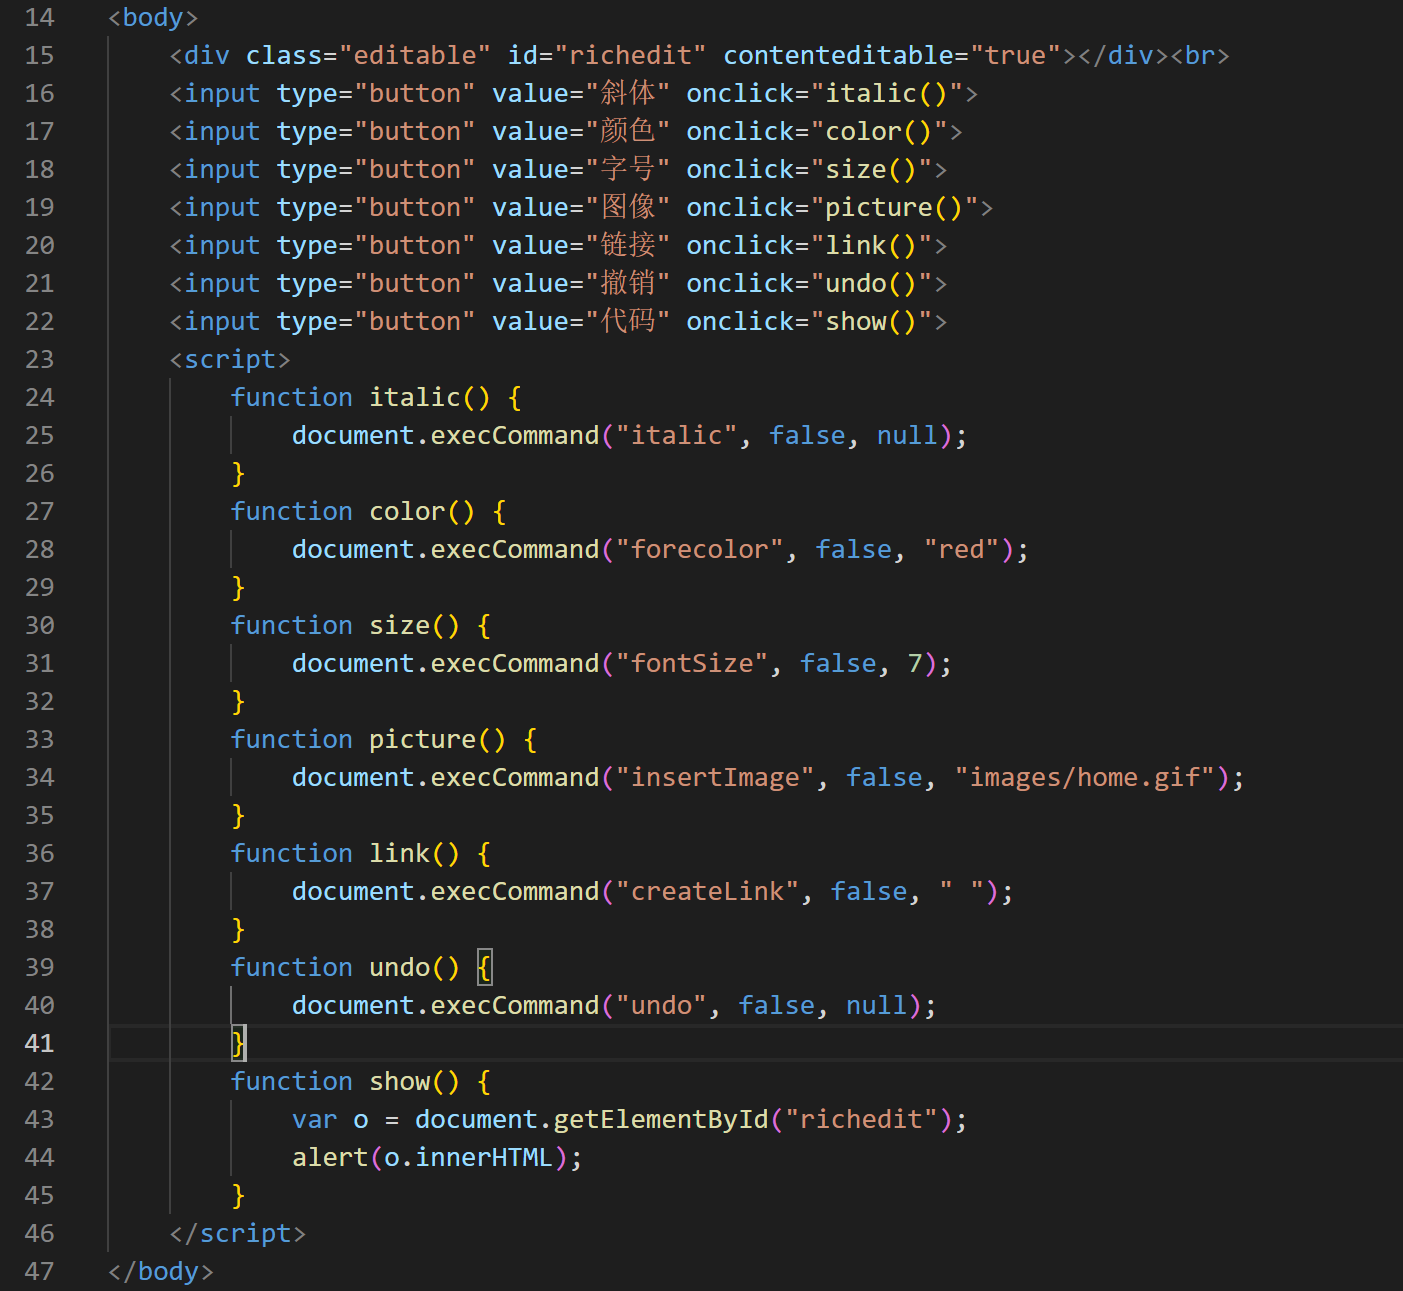 14 <body>
15 <div class="editable" id="richedit" contenteditable="true"></div><br>
16 <input type="button" value="斜体" onclick="italic()">
17 <input type="button" value="颜色" onclick="color()">
18 <input type="button" value="字号" onclick="size()">
19 <input type="button" value="图像" onclick="picture()">
20 <input type="button" value="链接" onclick="link()">
21 <input type="button" value="撤销" onclick="undo()">
22 <input type="button" value="代码" onclick="show()">
23 <script>
24 function italic() {
25 document.execCommand("italic", false, null);
26 }
27 function color() {
28 document.execCommand("forecolor", false, "red");
29 }
30 function size() {
31 document.execCommand("fontSize", false, 7);
32 }
33 function picture() {
34 document.execCommand("insertImage", false, "images/home.gif");
35 }
36 function link() {
37 document.execCommand("createLink", false, " ");
38 }
39 function undo() {
40 document.execCommand("undo", false, null);
41 }
42 function show() {
43 var o = document.getElementById("richedit");
44 alert(o.innerHTML);
45 }
46 </script>
47 </body>